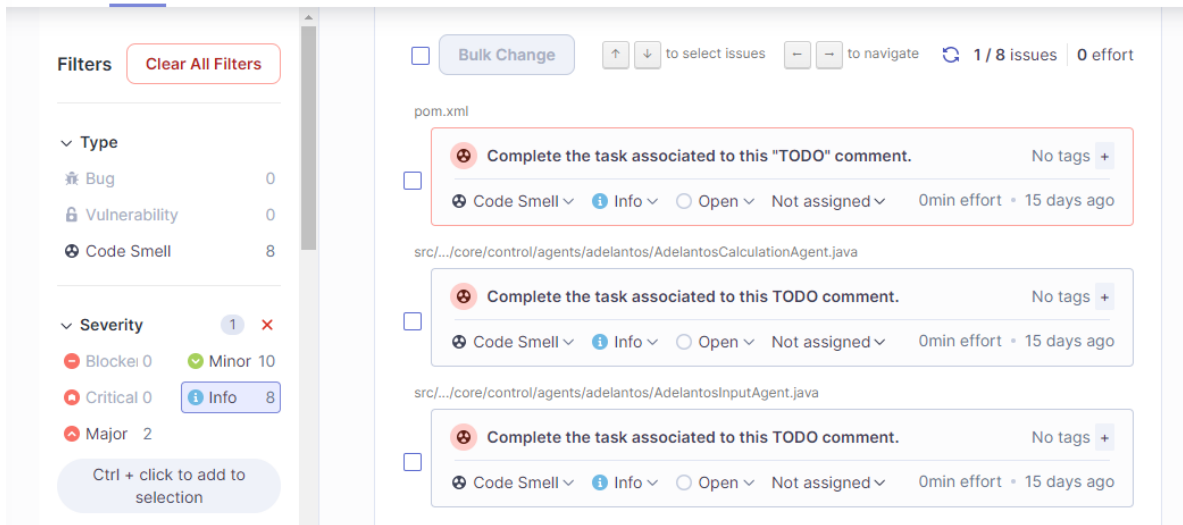 Filters
Clear All Filters
Type
Bug 0
Vulnerability 0
Code Smell 8
Severity 1
Blocker 0
Minor 10
Critical 0
Info 8
Major 2
Ctrl + click to add to
selection
Bulk Change
↑ ↓ to select issues ← → to navigate 1 / 8 issues 0 effort
pom.xml
Complete the task associated to this "TODO" comment. No tags +
Code Smell Info Open Not assigned 0min effort • 15 days ago
src/.../core/control/agents/adelantos/AdelantosCalculationAgent.java
Complete the task associated to this TODO comment. No tags +
Code Smell Info Open Not assigned 0min effort • 15 days ago
src/.../core/control/agents/adelantos/AdelantosInputAgent.java
Complete the task associated to this TODO comment. No tags +
Code Smell Info Open Not assigned 0min effort • 15 days ago